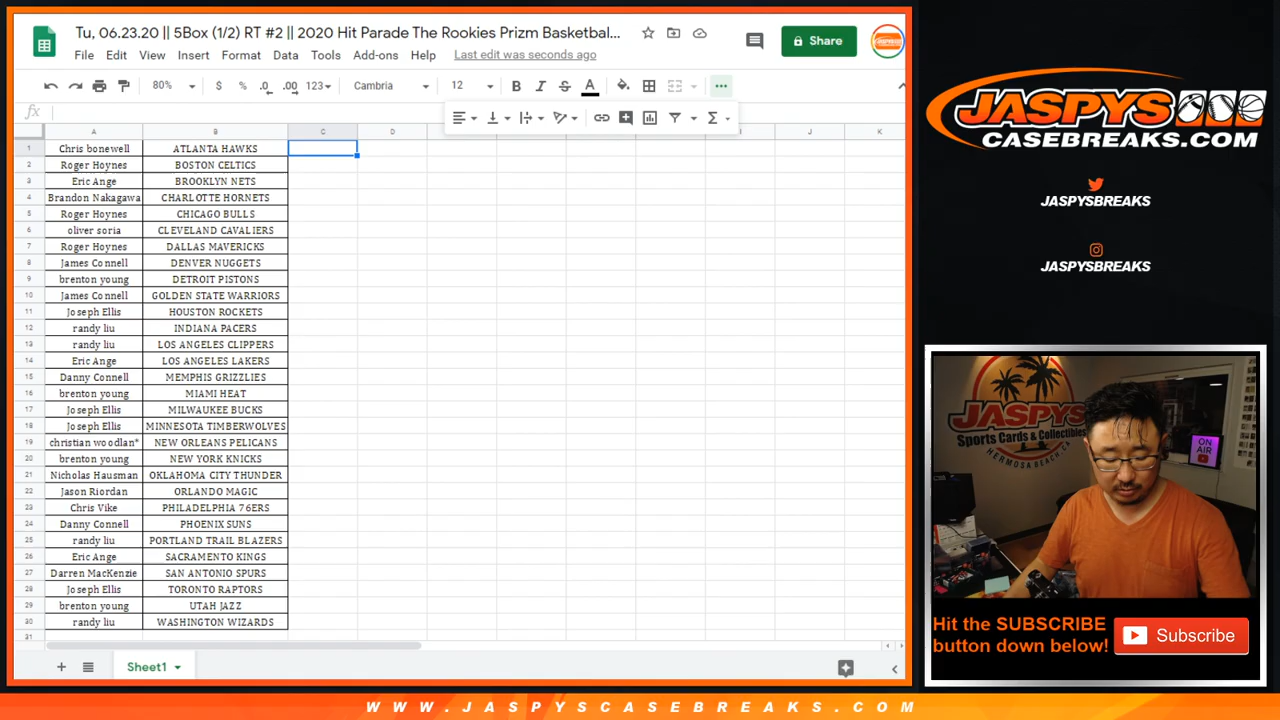 Tu, 06.23.20 || 5Box (1/2) RT #2 || 2020 Hit Parade The Rookies Prizm Basketbal...
File Edit View Insert Format Data Tools Add-ons Help Last edit was seconds ago
Share
80% $ % .0 .00 123 Cambria 12 B I S A
fx
A B C D J K
1 Chris bonewell ATLANTA HAWKS
2 Roger Hoynes BOSTON CELTICS
3 Eric Ange BROOKLYN NETS
4 Brandon Nakagawa CHARLOTTE HORNETS
5 Roger Hoynes CHICAGO BULLS
6 oliver soria CLEVELAND CAVALIERS
7 Roger Hoynes DALLAS MAVERICKS
8 James Connell DENVER NUGGETS
9 brenton young DETROIT PISTONS
10 James Connell GOLDEN STATE WARRIORS
11 Joseph Ellis HOUSTON ROCKETS
12 randy liu INDIANA PACERS
13 randy liu LOS ANGELES CLIPPERS
14 Eric Ange LOS ANGELES LAKERS
15 Danny Connell MEMPHIS GRIZZLIES
16 brenton young MIAMI HEAT
17 Joseph Ellis MILWAUKEE BUCKS
18 Joseph Ellis MINNESOTA TIMBERWOLVES
19 christian woodlan* NEW ORLEANS PELICANS
20 brenton young NEW YORK KNICKS
21 Nicholas Hausman OKLAHOMA CITY THUNDER
22 Jason Riordan ORLANDO MAGIC
23 Chris Vike PHILADELPHIA 76ERS
24 Danny Connell PHOENIX SUNS
25 randy liu PORTLAND TRAIL BLAZERS
26 Eric Ange SACRAMENTO KINGS
27 Darren MacKenzie SAN ANTONIO SPURS
28 Joseph Ellis TORONTO RAPTORS
29 brenton young UTAH JAZZ
30 randy liu WASHINGTON WIZARDS
31
Sheet1
JASPYS
CASEBREAKS.COM
JASPYSBREAKS
JASPYSBREAKS
JASPYS
Sports Cards & Collectibles
HERMOSA BEACH, CA
ON
AIR
Hit the SUBSCRIBE
button down below!
Subscribe
WWW.JASPYSCASEBREAKS.COM